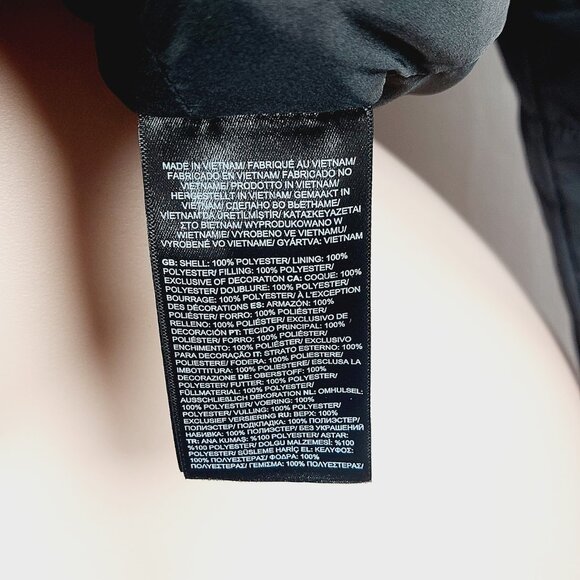 MADE IN VIETNAM/ FABRIQUÉ AU VIETNAM/
FABRICADO EN VIETNAM/ FABRICADO NO
VIETNAME/ PRODOTTO IN VIETNAM/
HERGESTELLT IN VIETNAM/ GEMAAKT IN
VIETNAM/ СДЕЛАНО ВО ВЬЕТНАМЕ/
VİETNAM'DA ÜRETİLMİŞTİR/ ΚΑΤΑΣΚΕΥΑΖΕΤΑΙ
ΣΤΟ ΒΙΕΤΝΑΜ/ WYPRODUKOWANO W
WIETNAMIE/ VYROBENO VE VIETNAMU/
VYROBENÉ VO VIETNAME/ GYÁRTVA: VIETNAM
GB: SHELL: 100% POLYESTER/ LINING: 100%
POLYESTER/ FILLING: 100% POLYESTER/
EXCLUSIVE OF DECORATION CA: COQUE: 100%
POLYESTER/ DOUBLURE: 100% POLYESTER/
BOURRAGE: 100% POLYESTER/ À L'EXCEPTION
DES DÉCORATIONS ES: ARMAZÓN: 100%
POLIÉSTER/ FORRO: 100% POLIÉSTER/
RELLENO: 100% POLIÉSTER/ EXCLUSIVO DE
DECORACIÓN PT: TECIDO PRINCIPAL: 100%
POLIÉSTER/ FORRO: 100% POLIÉSTER/
ENCHIMENTO: 100% POLIÉSTER/ EXCLUSIVO
PARA DECORAÇÃO IT: STRATO ESTERNO: 100%
POLIESTERE/ FODERA: 100% POLIESTERE/
IMBOTTITURA: 100% POLIESTERE/ ESCLUSA LA
DECORAZIONE DE: OBERSTOFF: 100%
POLYESTER/ FUTTER: 100% POLYESTER/
FÜLLMATERIAL: 100% POLYESTER/
AUSSCHLIEßLICH DEKORATION NL: OMHULSEL:
100% POLYESTER/ VOERING: 100%
POLYESTER/ VULLING: 100% POLYESTER/
EXCLUSIEF VERSIERING RU: ВЕРХ: 100%
ПОЛИЭСТЕР/ ПОДКЛАДКА: 100% ПОЛИЭСТЕР/
НАБИВКА: 100% ПОЛИЭСТЕР/ БЕЗ УКРАШЕНИЙ
TR: ANA KUMAŞ: %100 POLYESTER/ ASTAR:
%100 POLYESTER/ DOLGU MALZEMESİ: %100
POLYESTER/ SÜSLEME HARİÇ EL: ΚΕΛΥΦΟΣ:
100% ΠΟΛΥΕΣΤΕΡΑΣ/ ΦΟΔΡΑ: 100%
ΠΟΛΥΕΣΤΕΡΑΣ/ ΓΕΜΙΣΜΑ: 100% ΠΟΛΥΕΣΤΕΡΑΣ/